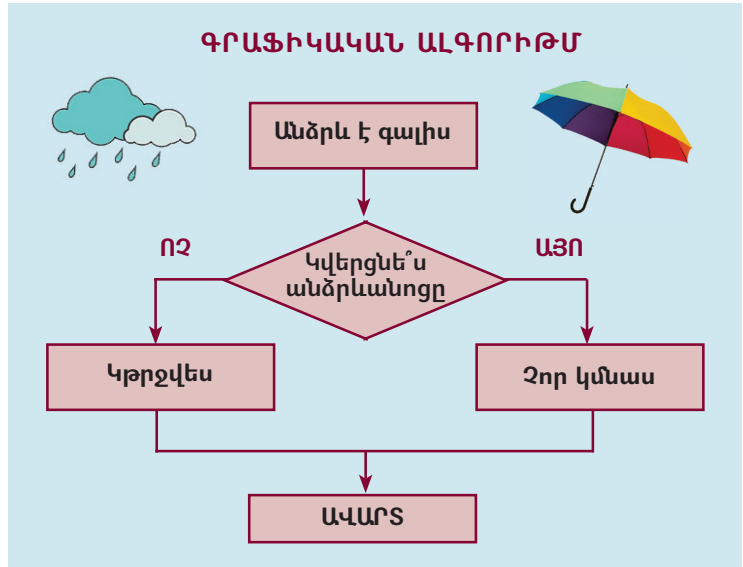 ԳՐԱՖԻԿԱԿԱՆ ԱԼԳՈՐԻԹՄ
Անձրև է գալիս
ՈՉ
ԱՅՈ
Կվերցնե՞ս
անձրևանոցը
Կթրջվես
Չոր կմնաս
ԱՎԱՐՏ